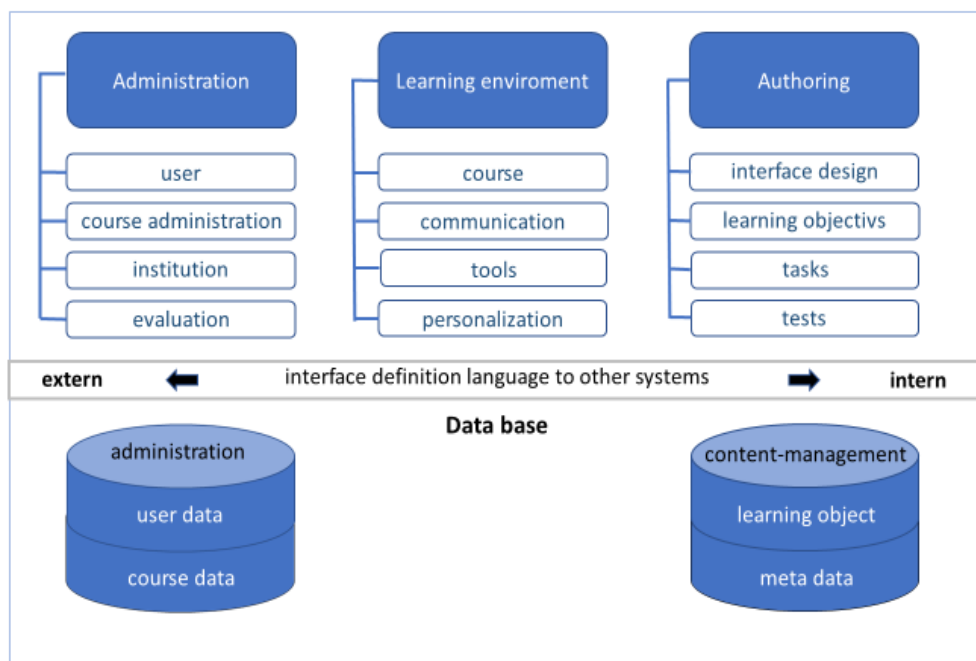 Administration
user
course administration
institution
evaluation
Learning enviroment
course
communication
tools
personalization
Authoring
interface design
learning objectivs
tasks
tests
extern
interface definition language to other systems
intern
Data base
administration
user data
course data
content-management
learning object
meta data